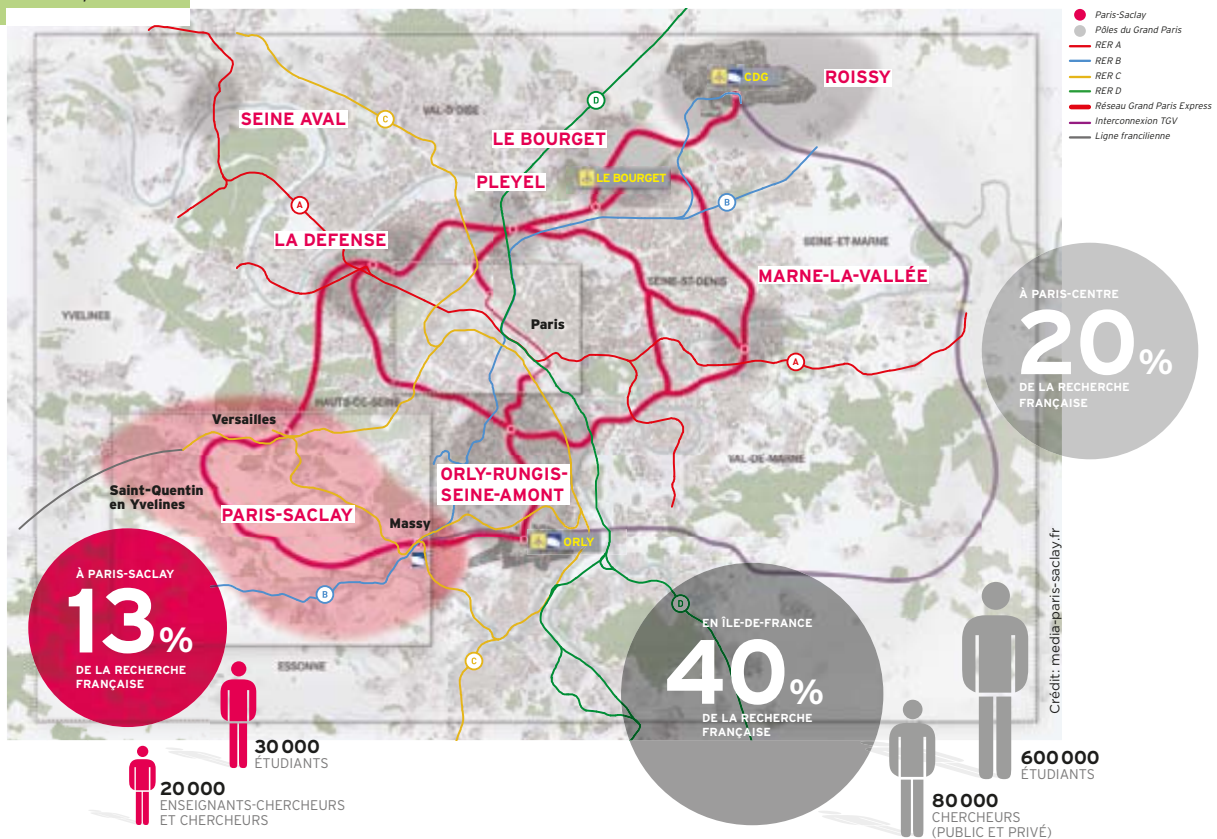 Paris-Saclay
Pôles du Grand Paris
RER A
RER B
RER C
RER D
Réseau Grand Paris Express
Interconnexion TGV
Ligne francilienne
CDG
ROISSY
D
VAL-D'OISE
SEINE AVAL
C
LE BOURGET
PLEYEL
LE BOURGET
A
B
LA DEFENSE
SEINE-ET-MARNE
SEINE-ST-DENIS
MARNE-LA-VALLÉE
YVELINES
Paris
A
À PARIS-CENTRE
20%
DE LA RECHERCHE
FRANÇAISE
HAUTS-DE-SEINE
Versailles
VAL-DE-MARNE
ORLY-RUNGIS-
SEINE-AMONT
Saint-Quentin
en Yvelines
PARIS-SACLAY
Massy
ORLY
B
D
C
ESSONNE
À PARIS-SACLAY
13%
DE LA RECHERCHE
FRANÇAISE
EN ÎLE-DE-FRANCE
40%
DE LA RECHERCHE
FRANÇAISE
Crédit: media-paris-saclay.fr
30 000
ÉTUDIANTS
20 000
ENSEIGNANTS-CHERCHEURS
ET CHERCHEURS
600 000
ÉTUDIANTS
80 000
CHERCHEURS
(PUBLIC ET PRIVÉ)